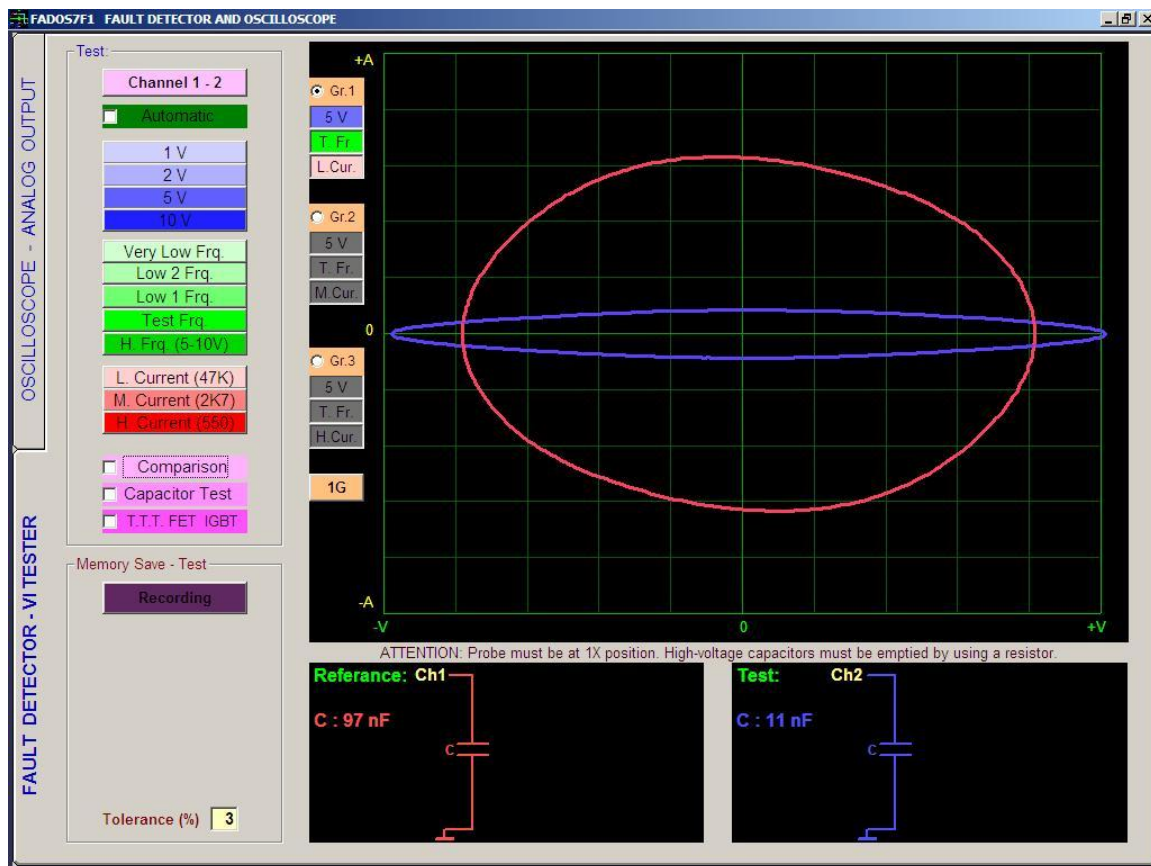 FADOS7F1 FAULT DETECTOR AND OSCILLOSCOPE
OSCILLOSCOPE - ANALOG OUTPUT
FAULT DETECTOR - VI TESTER
Test:
Channel 1 - 2
Automatic
1 V
2 V
5 V
10 V
Very Low Frq.
Low 2 Frq.
Low 1 Frq.
Test Frq.
H. Frq. (5-10V)
L. Current (47K)
M. Current (2K7)
H. Current (550)
Comparison
Capacitor Test
T.T.T. FET IGBT
Memory Save - Test
Recording
Tolerance (%) 3
Gr.1
5 V
T. Fr
L.Cur.
Gr.2
5 V
T. Fr.
M.Cur.
Gr.3
5 V
T. Fr.
H.Cur.
1G
+A
0
-A
-V 0 +V
ATTENTION: Probe must be at 1X position. High-voltage capacitors must be emptied by using a resistor.
Referance: Ch1
C : 97 nF
C
Test: Ch2
C : 11 nF
C